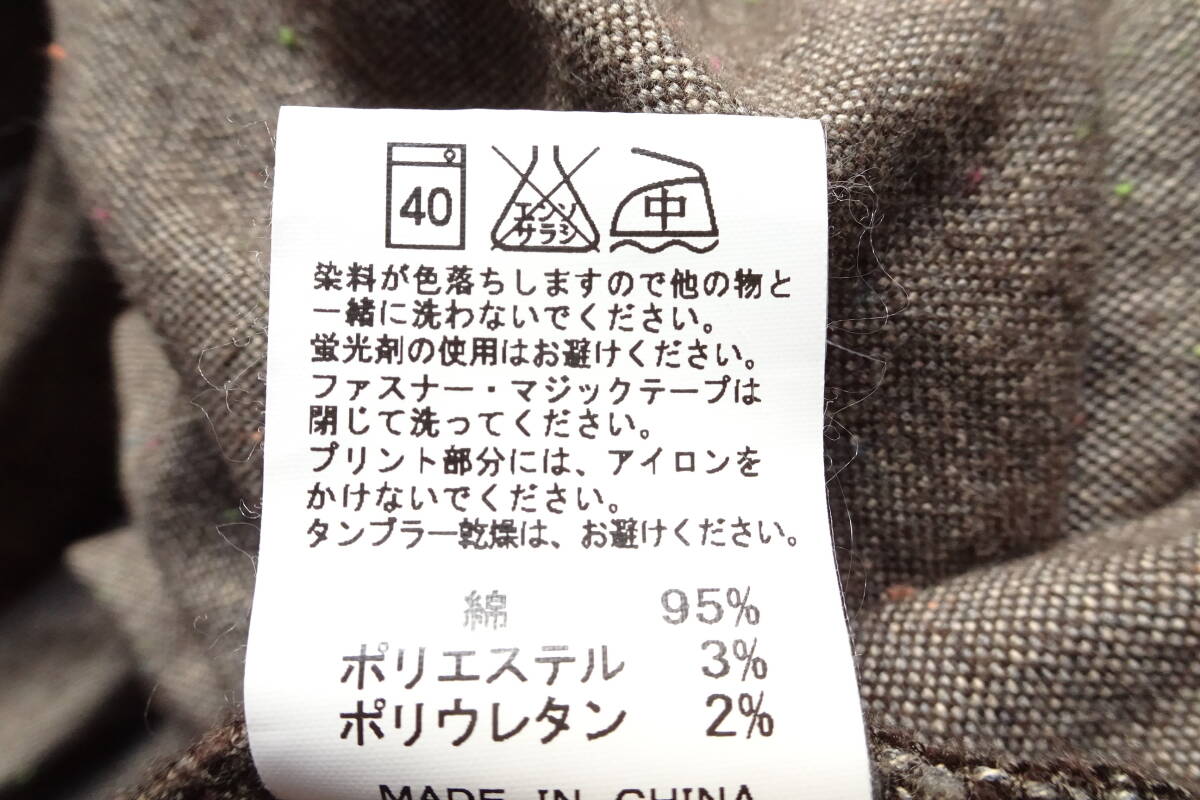 40
エンソ
サラシ
中
染料が色落ちしますので他の物と
一緒に洗わないでください。
蛍光剤の使用はお避けください。
ファスナー・マジックテープは
閉じて洗ってください。
プリント部分には、アイロンを
かけないでください。
タンブラー乾燥は、お避けください。
綿 95%
ポリエステル 3%
ポリウレタン 2%
MADE IN CHINA